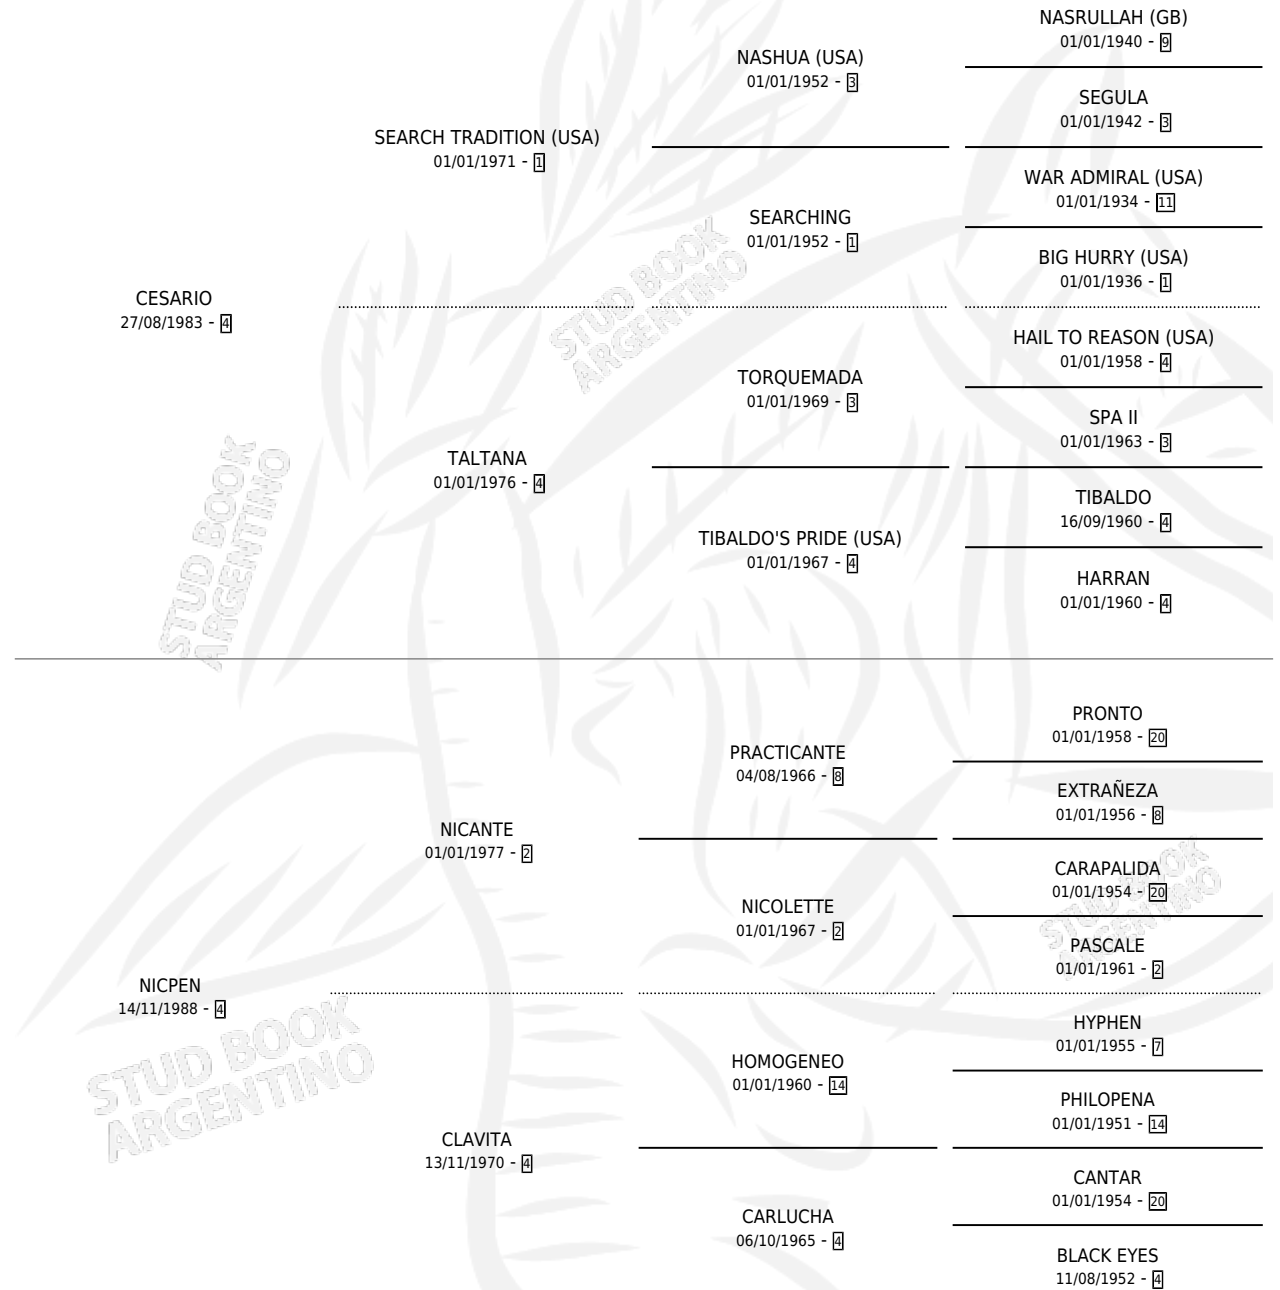 NASRULLAH (GB)
01/01/1940 - 9
NASHUA (USA)
01/01/1952 - 3
SEGULA
01/01/1942 - 3
SEARCH TRADITION (USA)
01/01/1971 - 1
WAR ADMIRAL (USA)
01/01/1934 - 11
SEARCHING
01/01/1952 - 1
BIG HURRY (USA)
01/01/1936 - 1
CESARIO
27/08/1983 - 4
HAIL TO REASON (USA)
01/01/1958 - 4
TORQUEMADA
01/01/1969 - 3
SPA II
01/01/1963 - 3
TALTANA
01/01/1976 - 4
TIBALDO
16/09/1960 - 4
TIBALDO'S PRIDE (USA)
01/01/1967 - 4
HARRAN
01/01/1960 - 4
STUD BOOK
ARGENTINO
STUD BOOK
ARGENTINO
PRONTO
01/01/1958 - 20
PRACTICANTE
04/08/1966 - 8
EXTRAÑEZA
01/01/1956 - 8
NICANTE
01/01/1977 - 2
CARAPALIDA
01/01/1954 - 20
NICOLETTE
01/01/1967 - 2
PASCALE
01/01/1961 - 2
NICPEN
14/11/1988 - 4
HYPHEN
01/01/1955 - 7
HOMOGENEO
01/01/1960 - 14
PHILOPENA
01/01/1951 - 14
CLAVITA
13/11/1970 - 4
CANTAR
01/01/1954 - 20
CARLUCHA
06/10/1965 - 4
BLACK EYES
11/08/1952 - 4
STUD BOOK
ARGENTINO
STUD BOOK
ARGENTINO